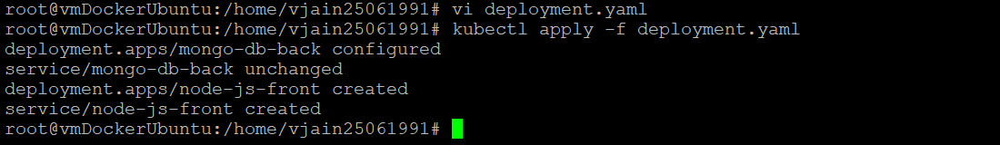 root@vmDockerUbuntu:/home/vjain25061991# vi deployment.yaml
root@vmDockerUbuntu:/home/vjain25061991# kubectl apply -f deployment.yaml
deployment.apps/mongo-db-back configured
service/mongo-db-back unchanged
deployment.apps/node-js-front created
service/node-js-front created
root@vmDockerUbuntu:/home/vjain25061991#